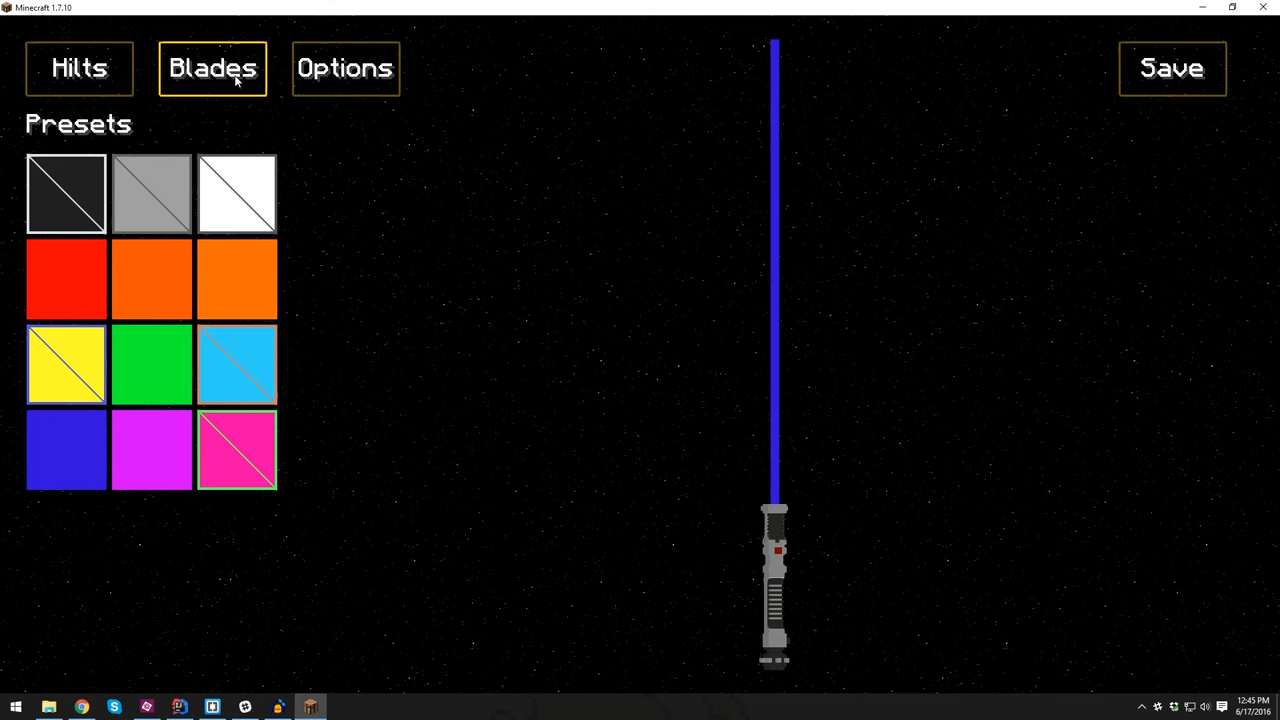 Minecraft 1.7.10
Hilts
Blades
Options
Save
Presets
12:45 PM
6/17/2016